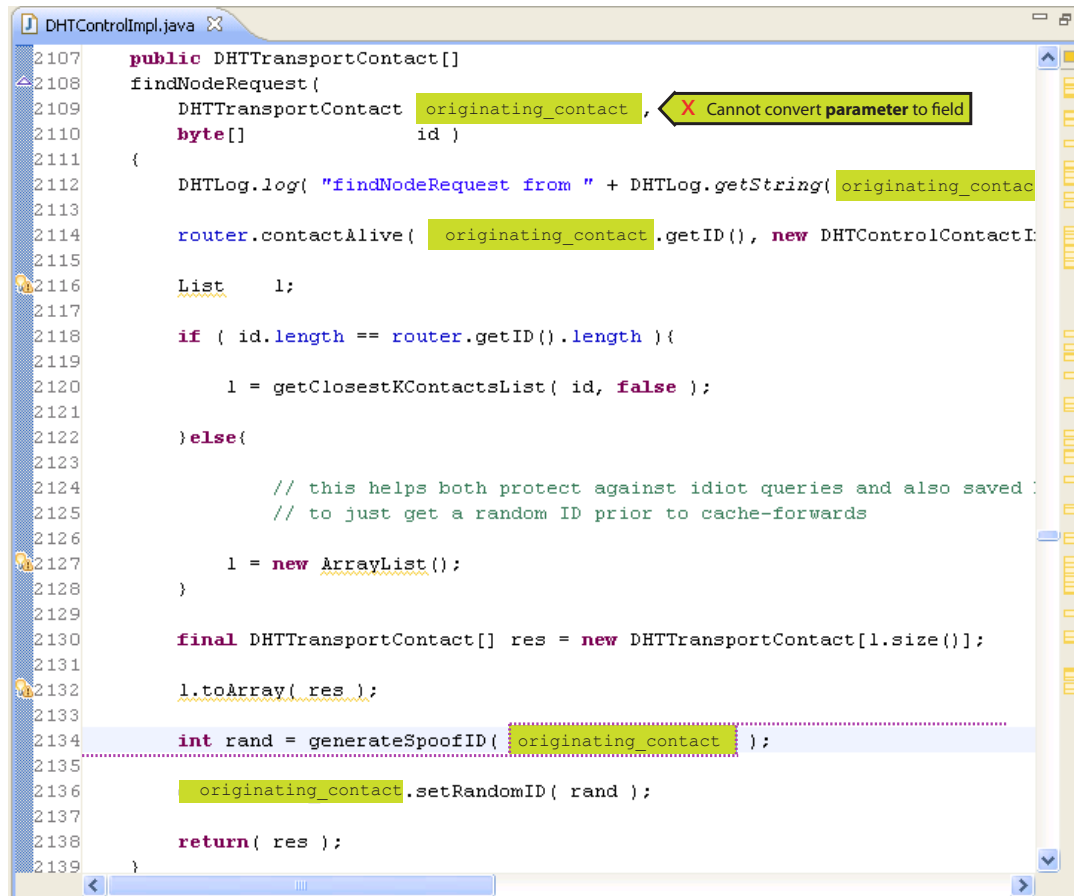 DHTControlImpl.java
2107 public DHTTransportContact[]
2108 findNodeRequest(
2109 DHTTransportContact originating_contact , X Cannot convert parameter to field
2110 byte[] id )
2111 {
2112 DHTLog.log( "findNodeRequest from " + DHTLog.getString( originating_contac
2113
2114 router.contactAlive( originating_contact .getID(), new DHTControlContactI
2115
2116 List l;
2117
2118 if ( id.length == router.getID().length ){
2119
2120 l = getClosestKContactsList( id, false );
2121
2122 }else{
2123
2124 // this helps both protect against idiot queries and also saved
2125 // to just get a random ID prior to cache-forwards
2126
2127 l = new ArrayList();
2128 }
2129
2130 final DHTTransportContact[] res = new DHTTransportContact[l.size()];
2131
2132 l.toArray( res );
2133
2134 int rand = generateSpoofID( originating_contact );
2135
2136 originating_contact .setRandomID( rand );
2137
2138 return( res );
2139 }